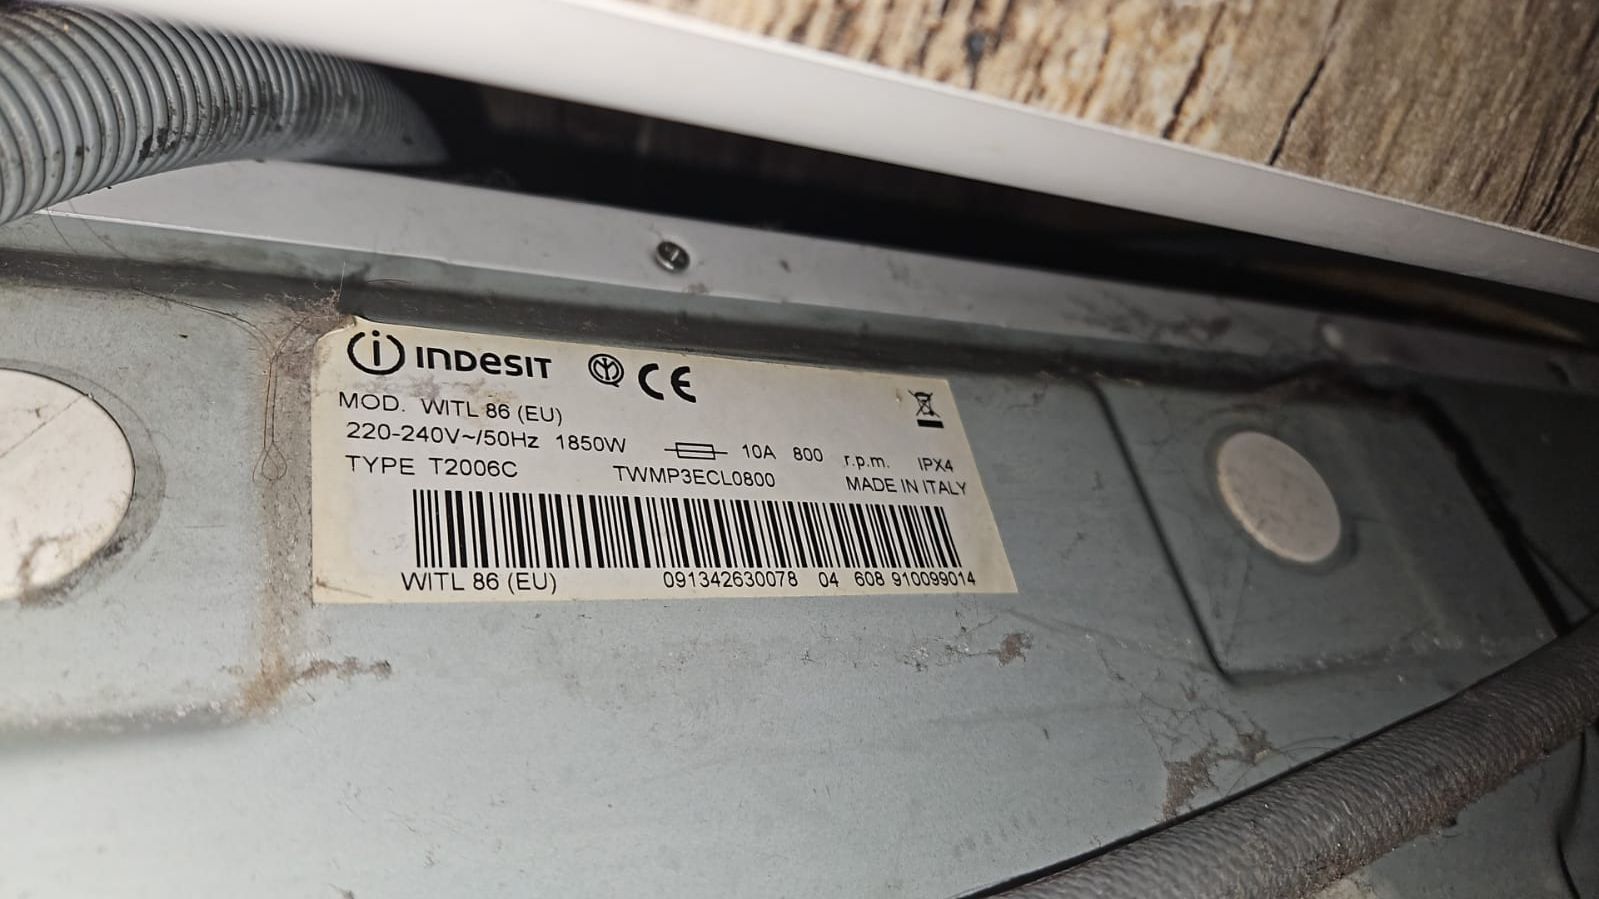 indesit CE
MOD. WITL 86 (EU)
220-240V~/50Hz 1850W 10A 800 r.p.m. IPX4
TYPE T2006C TWMP3ECL0800 MADE IN ITALY
WITL 86 (EU) 091342630078 04 608 910099014